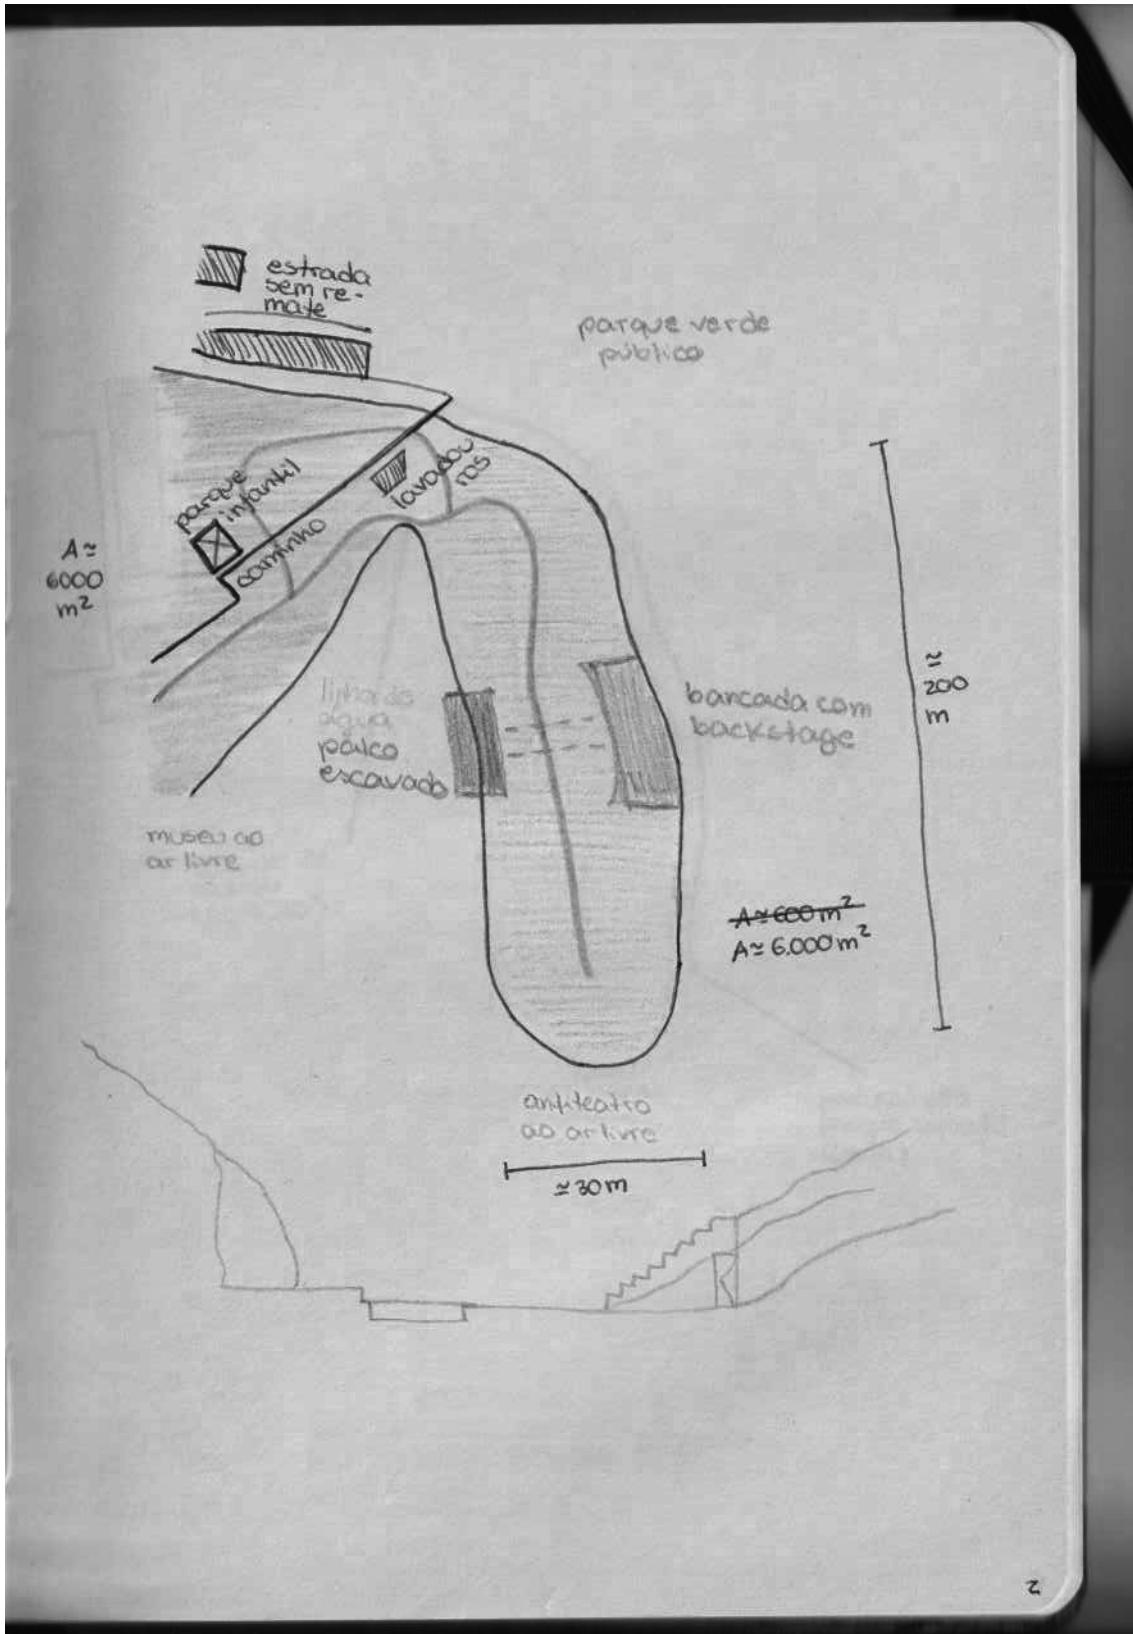 estrada
sem re-
mate
parque verde
público
parque
infantil
lavadou
ros
caminho
A ≃
6000
m²
linha de
água
palco
escavado
bancada com
backstage
≃
200
m
museu ao
ar livre
A ≃ 600 m²
A ≃ 6.000 m²
anfiteatro
ao ar livre
≃ 30 m
2